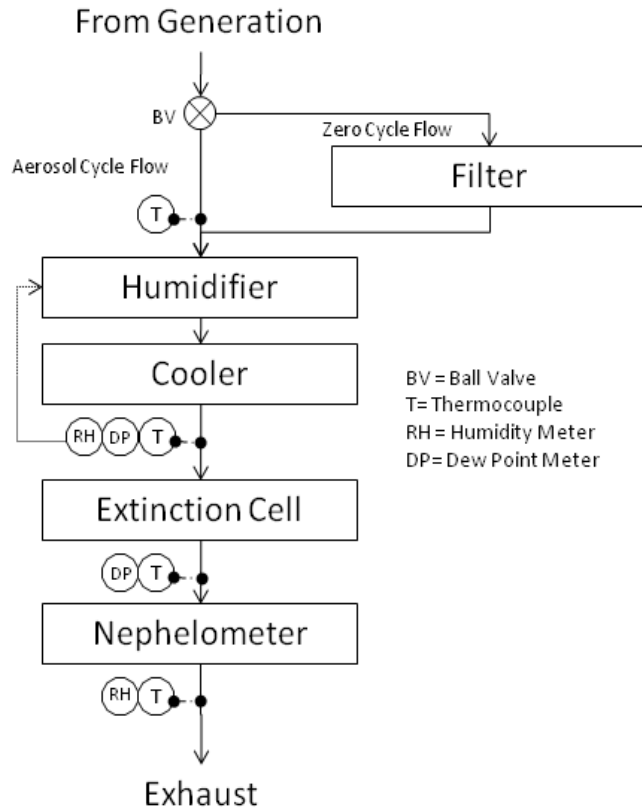 From Generation
BV
Zero Cycle Flow
Aerosol Cycle Flow
Filter
T
Humidifier
Cooler
BV = Ball Valve
T= Thermocouple
RH = Humidity Meter
DP= Dew Point Meter
RH DP T
Extinction Cell
DP T
Nephelometer
RH T
Exhaust